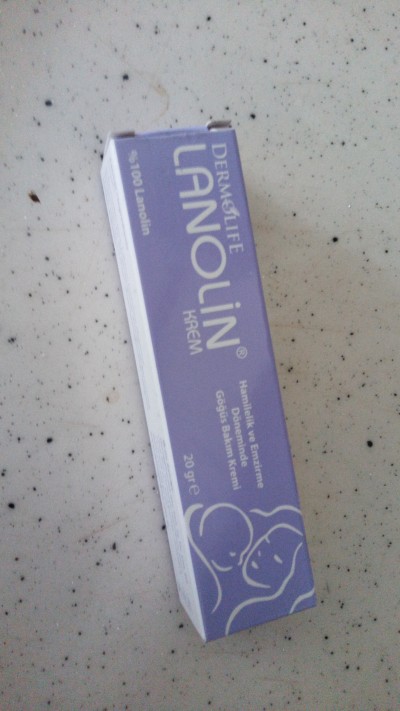 DERMOLIFE
LANOLİN®
KREM
%100 Lanolin
Hamilelik ve Emzirme
Döneminde
Göğüs Bakım Kremi
20 gr e